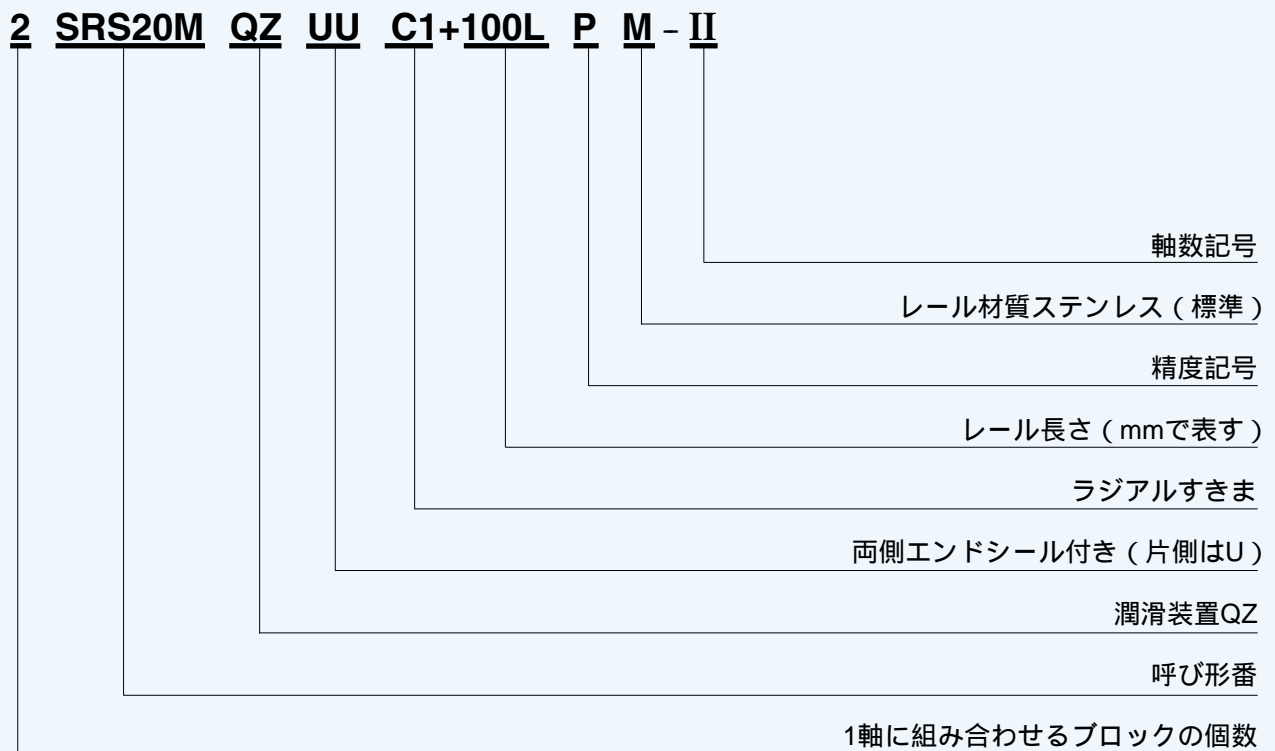 2 SRS20M QZ UU C1+100L P M - II
軸数記号
レール材質ステンレス ( 標準 )
精度記号
レール長さ ( mmで表す )
ラジアルすきま
両側エンドシール付き ( 片側はU )
潤滑装置QZ
呼び形番
1軸に組み合わせるブロックの個数